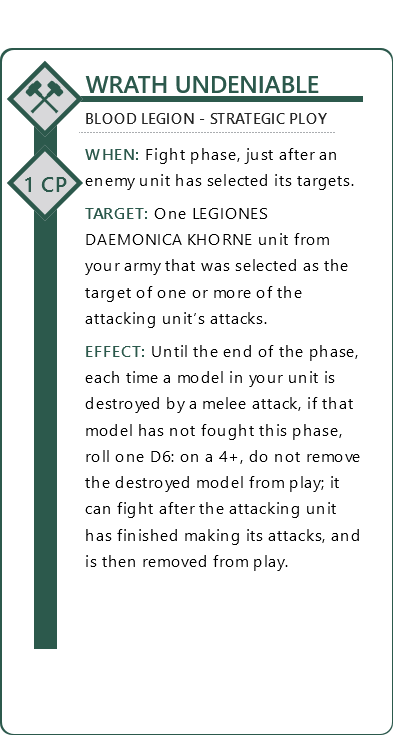 WRATH UNDENIABLE
BLOOD LEGION - STRATEGIC PLOY
1 CP
WHEN: Fight phase, just after an
enemy unit has selected its targets.
TARGET: One LEGIONES
DAEMONICA KHORNE unit from
your army that was selected as the
target of one or more of the
attacking unit's attacks.
EFFECT: Until the end of the phase,
each time a model in your unit is
destroyed by a melee attack, if that
model has not fought this phase,
roll one D6: on a 4+, do not remove
the destroyed model from play; it
can fight after the attacking unit
has finished making its attacks, and
is then removed from play.